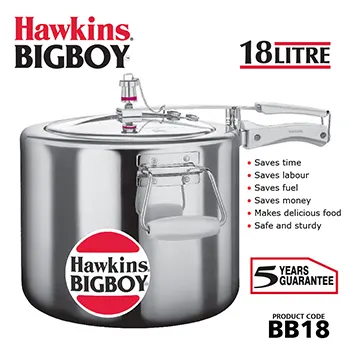 Hawkins
BIGBOY™
18 LITRE
• Saves time
• Saves labour
• Saves fuel
• Saves money
• Makes delicious food
• Safe and sturdy
Hawkins
BIGBOY
5 YEARS
GUARANTEE
PRODUCT CODE
BB18